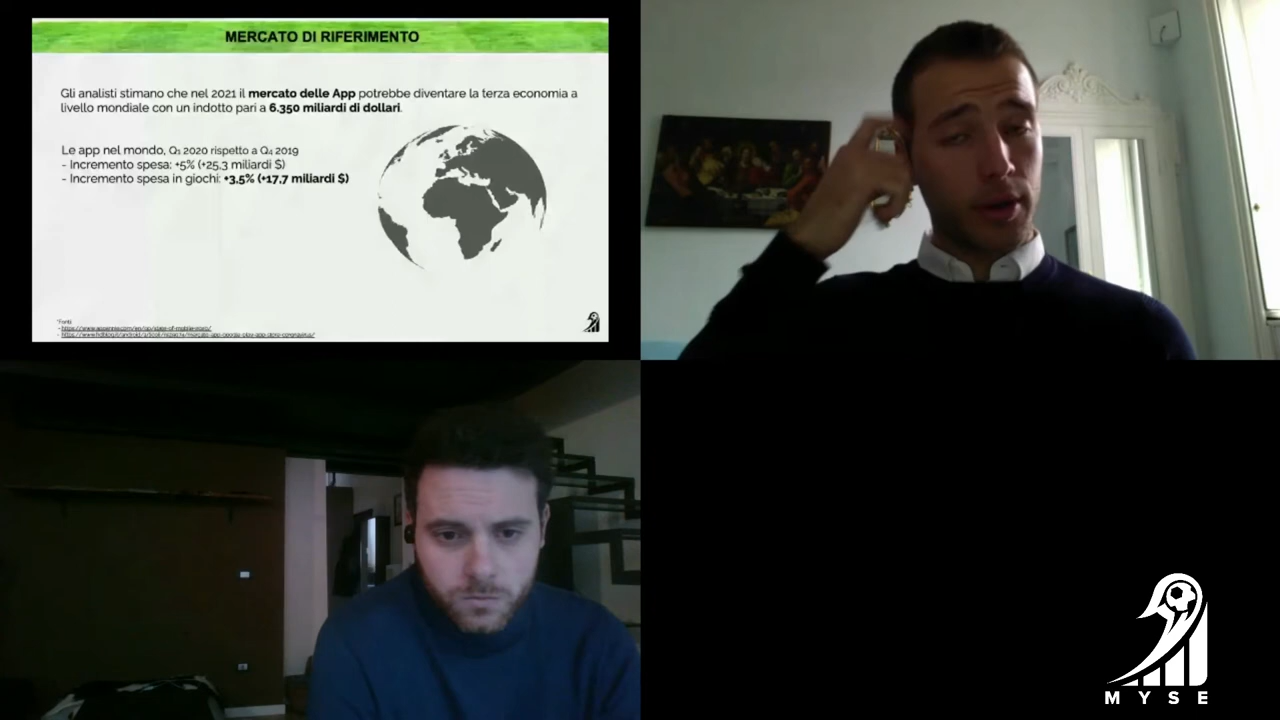 MERCATO DI RIFERIMENTO
Gli analisti stimano che nel 2021 il mercato delle App potrebbe diventare la terza economia a
livello mondiale con un indotto pari a 6.350 miliardi di dollari.
Le app nel mondo, Q3 2020 rispetto a Q4 2019
- Incremento spesa: +5% (+25,3 miliardi $)
- Incremento spesa in giochi: +3,5% (+17,7 miliardi $)
*Fonti:
MYSE